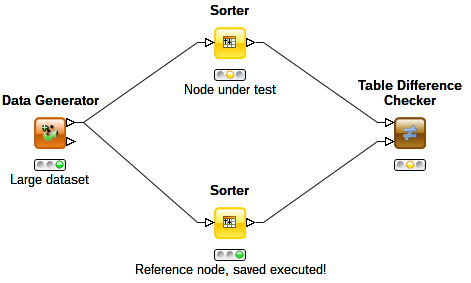 Sorter
Node under test
Data Generator
Large dataset
Table Difference
Checker
Sorter
Reference node, saved executed!